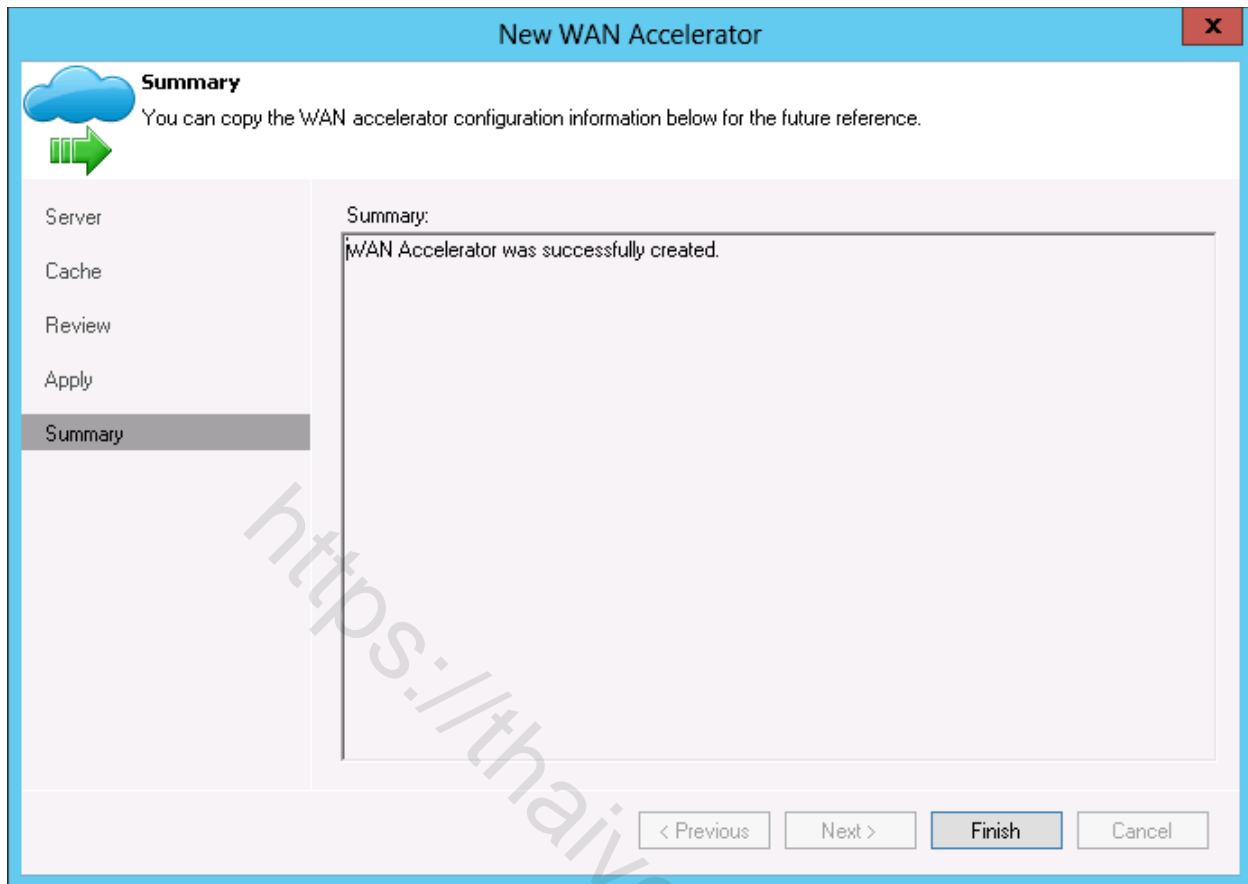 New WAN Accelerator
x
Summary
You can copy the WAN accelerator configuration information below for the future reference.
Server
Cache
Review
Apply
Summary
Summary:
WAN Accelerator was successfully created.
https://thaiv
< Previous
Next >
Finish
Cancel